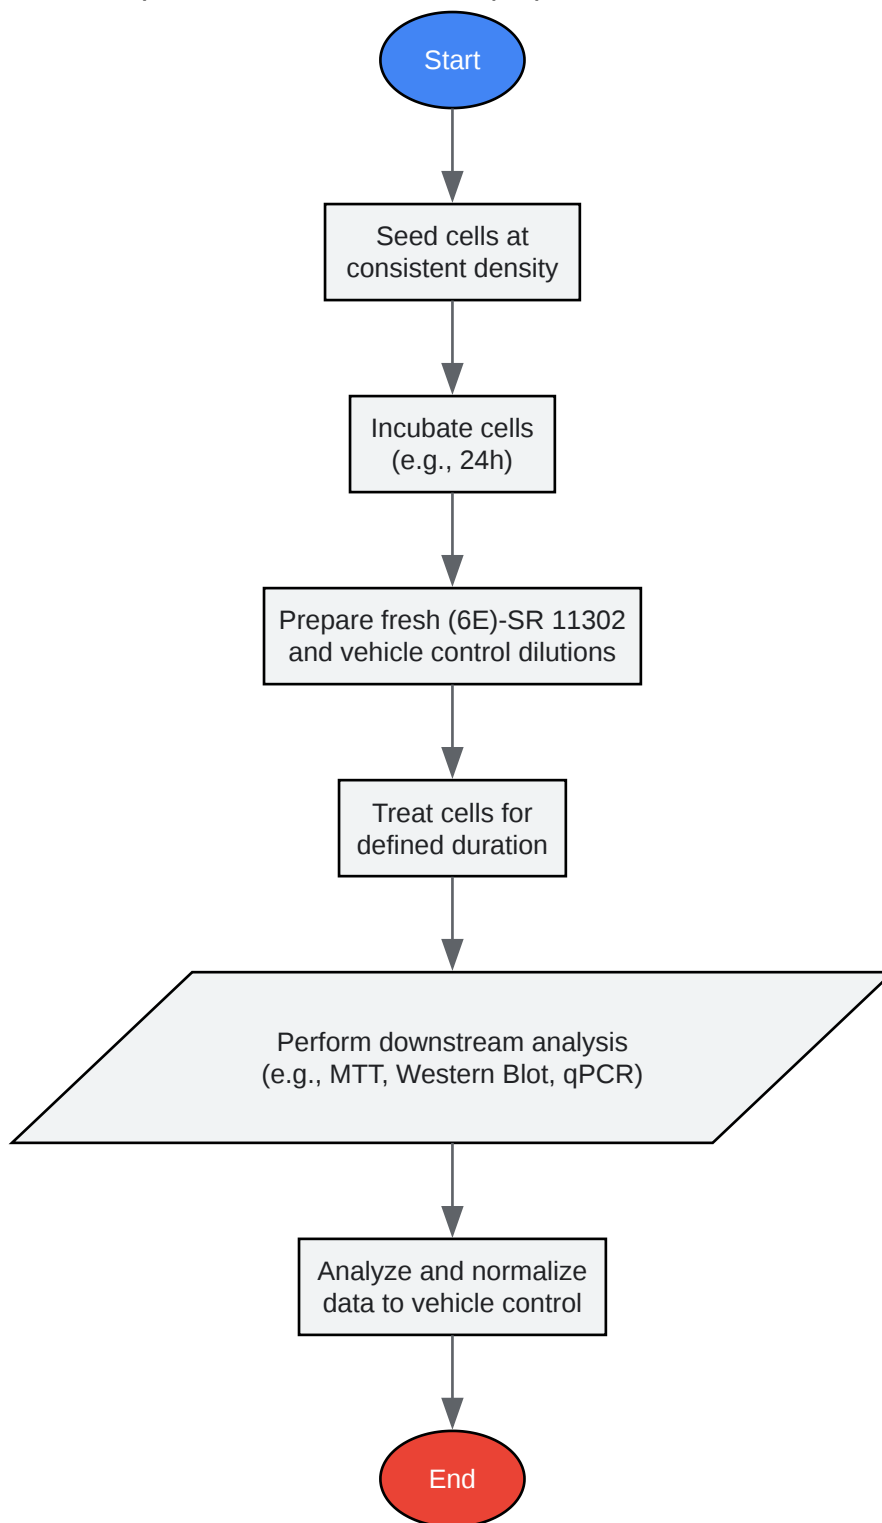 Start
Seed cells at
consistent density
Incubate cells
(e.g., 24h)
Prepare fresh (6E)-SR 11302
and vehicle control dilutions
Treat cells for
defined duration
Perform downstream analysis
(e.g., MTT, Western Blot, qPCR)
Analyze and normalize
data to vehicle control
End